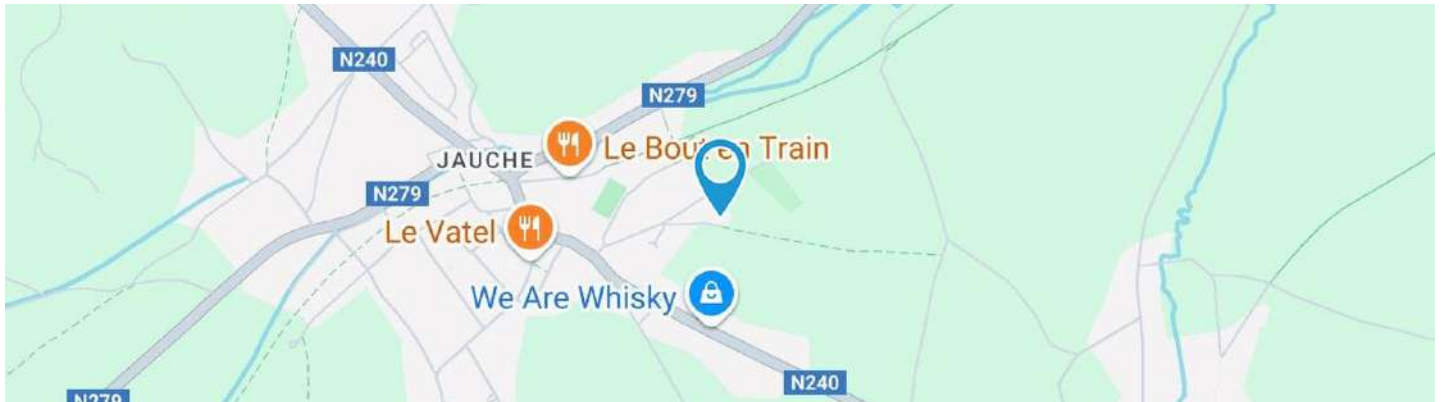 N240
N279
Le Bout en Train
JAUCHE
N279
Le Vatel
We Are Whisky
N240
N279